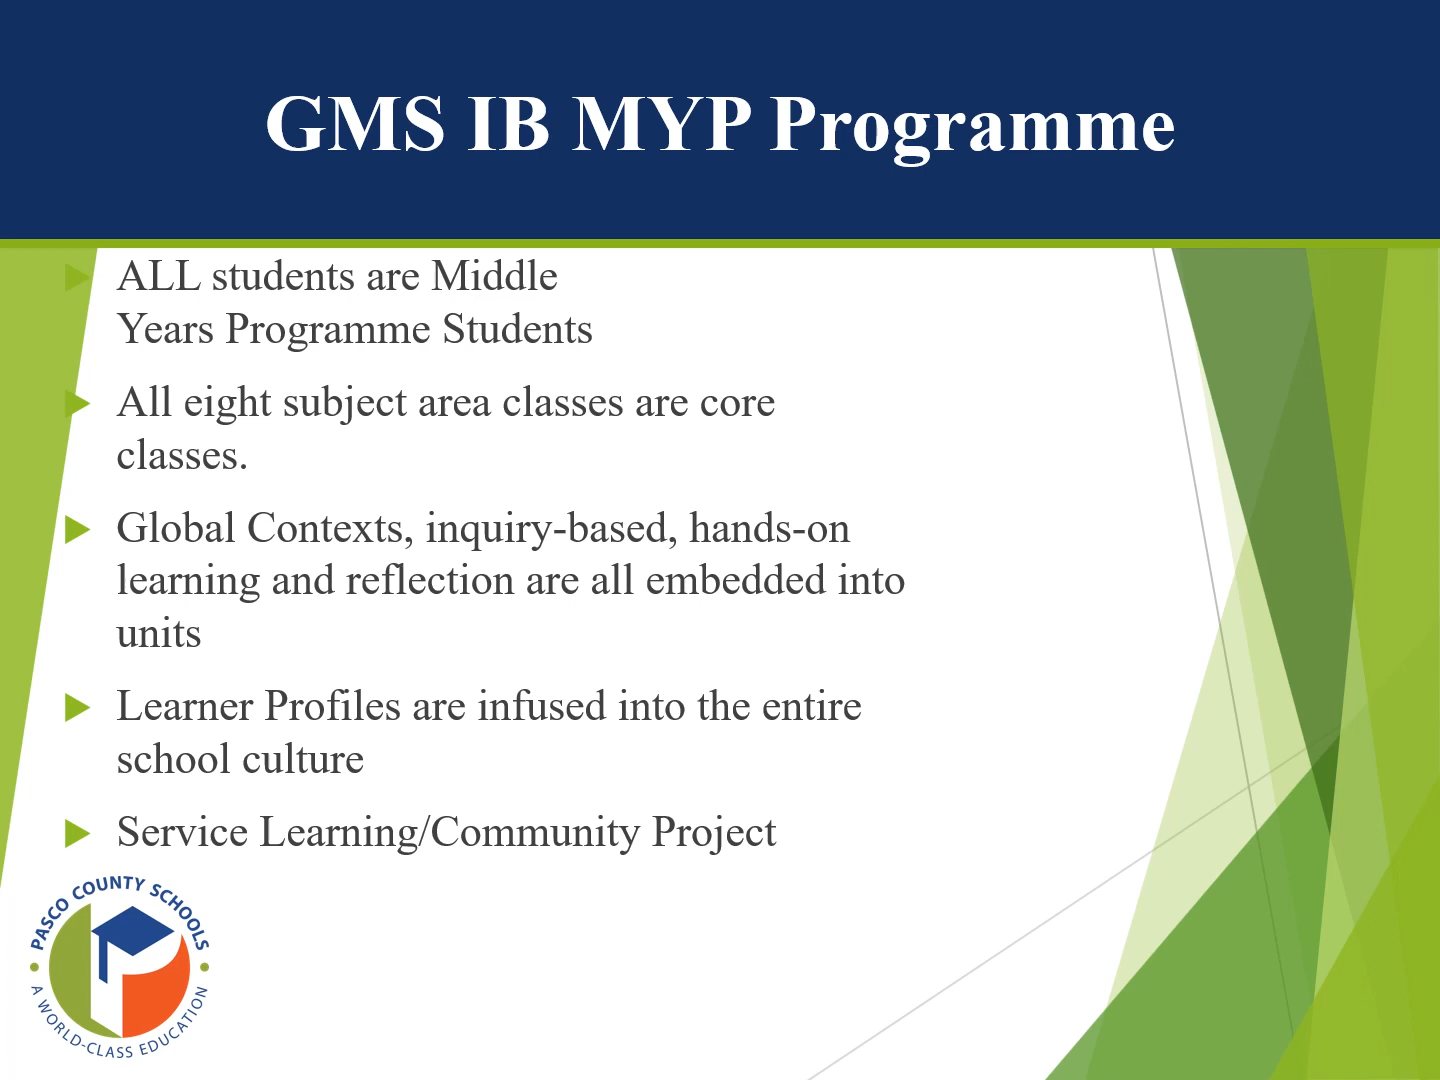 GMS IB MYP Programme
ALL students are Middle
Years Programme Students
All eight subject area classes are core
classes.
Global Contexts, inquiry-based, hands-on
learning and reflection are all embedded into
units
Learner Profiles are infused into the entire
school culture
Service Learning/Community Project
PASCO COUNTY SCHOOLS
A WORLD-CLASS EDUCATION